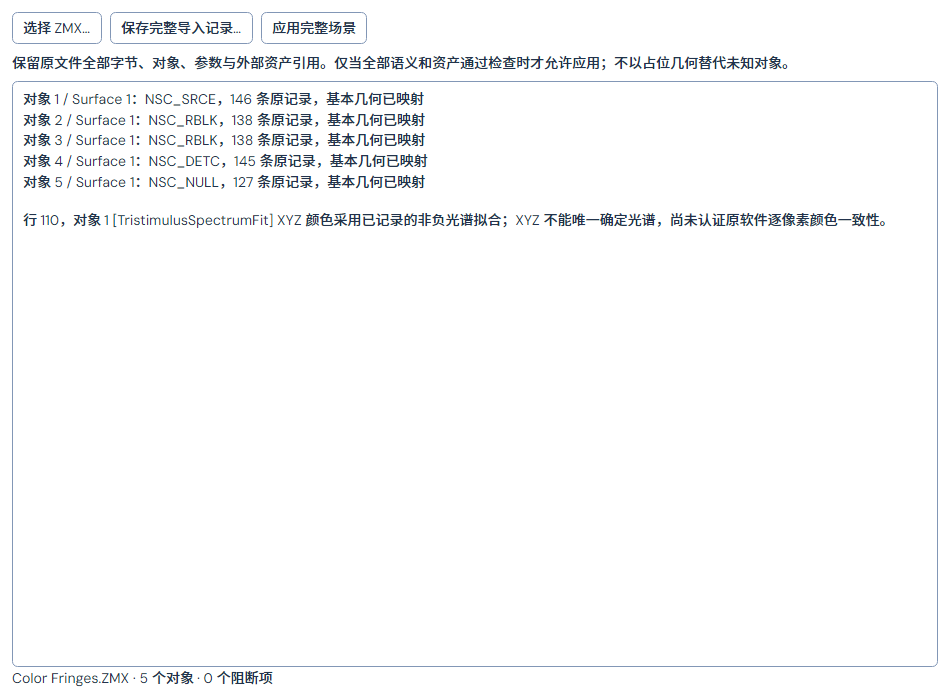 选择 ZMX... 保存完整导入记录... 应用完整场景
保留原文件全部字节、对象、参数与外部资产引用。仅当全部语义和资产通过检查时才允许应用；不以占位几何替代未知对象。
对象 1 / Surface 1：NSC_SRCE，146 条原记录，基本几何已映射
对象 2 / Surface 1：NSC_RBLK，138 条原记录，基本几何已映射
对象 3 / Surface 1：NSC_RBLK，138 条原记录，基本几何已映射
对象 4 / Surface 1：NSC_DETC，145 条原记录，基本几何已映射
对象 5 / Surface 1：NSC_NULL，127 条原记录，基本几何已映射
行 110，对象 1 [TristimulusSpectrumFit] XYZ 颜色采用已记录的非负光谱拟合；XYZ 不能唯一确定光谱，尚未认证原软件逐像素颜色一致性。
Color Fringes.ZMX · 5 个对象 · 0 个阻断项